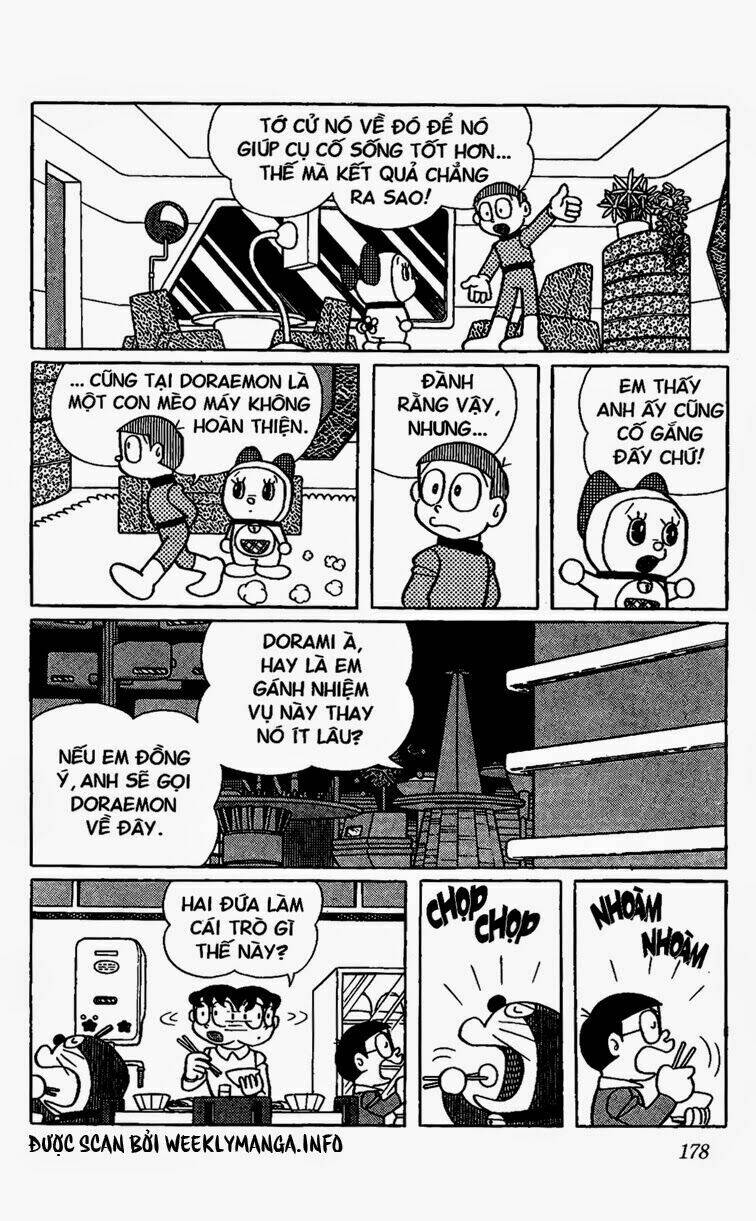 TỚ CỬ NÓ VỀ ĐÓ ĐỂ NÓ
GIÚP CỤ CỐ SỐNG TỐT HƠN...
THẾ MÀ KẾT QUẢ CHẲNG
RA SAO!
... CŨNG TẠI DORAEMON LÀ
MỘT CON MÈO MÁY KHÔNG
HOÀN THIỆN.
ĐÀNH
RẰNG VẬY,
NHƯNG...
EM THẤY
ANH ẤY CŨNG
CỐ GẮNG
ĐẤY CHỨ!
DORAMI À,
HAY LÀ EM
GÁNH NHIỆM
VỤ NÀY THAY
NÓ ÍT LÂU?
NẾU EM ĐỒNG
Ý, ANH SẼ GỌI
DORAEMON
VỀ ĐÂY.
HAI ĐỨA LÀM
CÁI TRÒ GÌ
THẾ NÀY?
CHỌP
CHỌP
NHOÀM
NHOÀM
ĐƯỢC SCAN BỞI WEEKLYMANGA.INFO
178